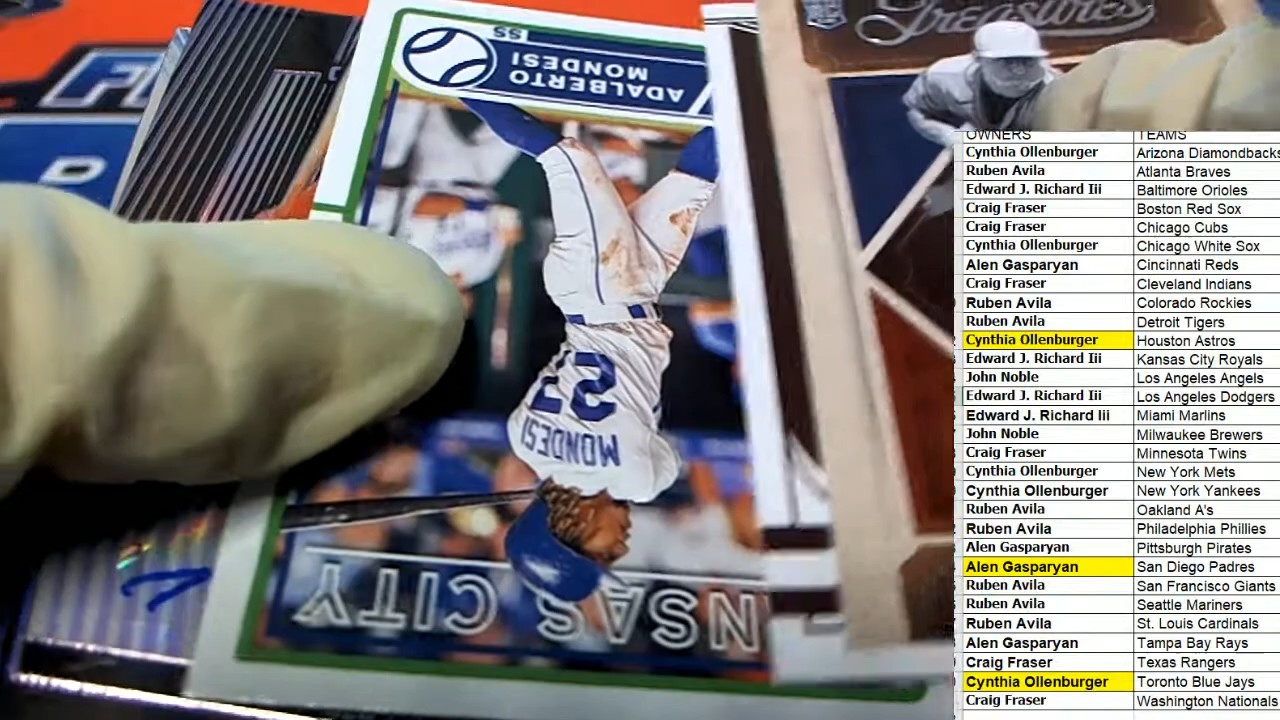 Treasures
SS
ADALBERTO
MONDESI
27
MONDESI
NSAS CITY
OWNERS TEAMS
Cynthia Ollenburger Arizona Diamondbacks
Ruben Avila Atlanta Braves
Edward J. Richard Iii Baltimore Orioles
Craig Fraser Boston Red Sox
Craig Fraser Chicago Cubs
Cynthia Ollenburger Chicago White Sox
Alen Gasparyan Cincinnati Reds
Craig Fraser Cleveland Indians
Ruben Avila Colorado Rockies
Ruben Avila Detroit Tigers
Cynthia Ollenburger Houston Astros
Edward J. Richard Iii Kansas City Royals
John Noble Los Angeles Angels
Edward J. Richard Iii Los Angeles Dodgers
Edward J. Richard Iii Miami Marlins
John Noble Milwaukee Brewers
Craig Fraser Minnesota Twins
Cynthia Ollenburger New York Mets
Cynthia Ollenburger New York Yankees
Ruben Avila Oakland A's
Ruben Avila Philadelphia Phillies
Alen Gasparyan Pittsburgh Pirates
Alen Gasparyan San Diego Padres
Ruben Avila San Francisco Giants
Ruben Avila Seattle Mariners
Ruben Avila St. Louis Cardinals
Alen Gasparyan Tampa Bay Rays
Craig Fraser Texas Rangers
Cynthia Ollenburger Toronto Blue Jays
Craig Fraser Washington Nationals